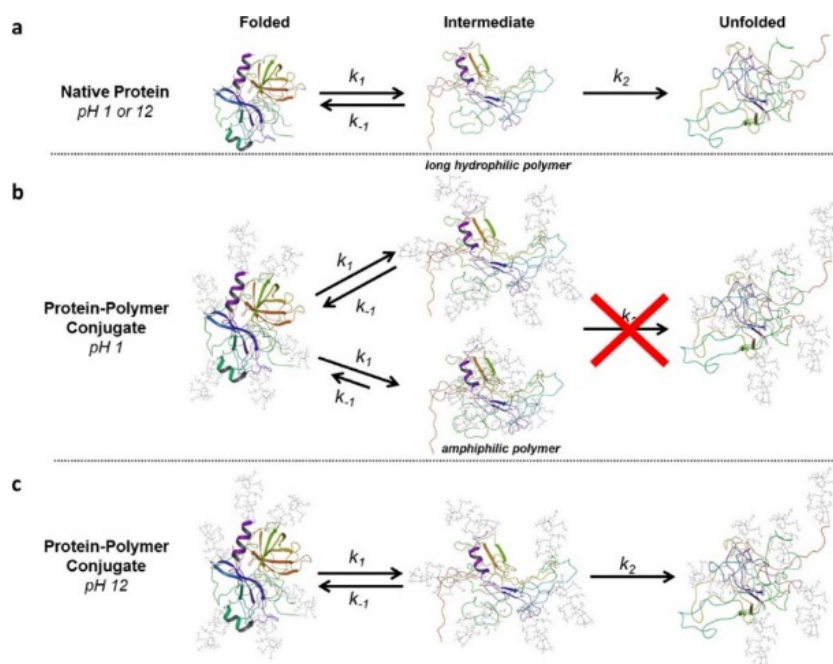 Folded Intermediate Unfolded
a
Native Protein
pH 1 or 12
k1
k-1
k2
long hydrophilic polymer
b
Protein-Polymer
Conjugate
pH 1
k1
k-1
k1
k-1
k2
amphiphilic polymer
c
Protein-Polymer
Conjugate
pH 12
k1
k-1
k2